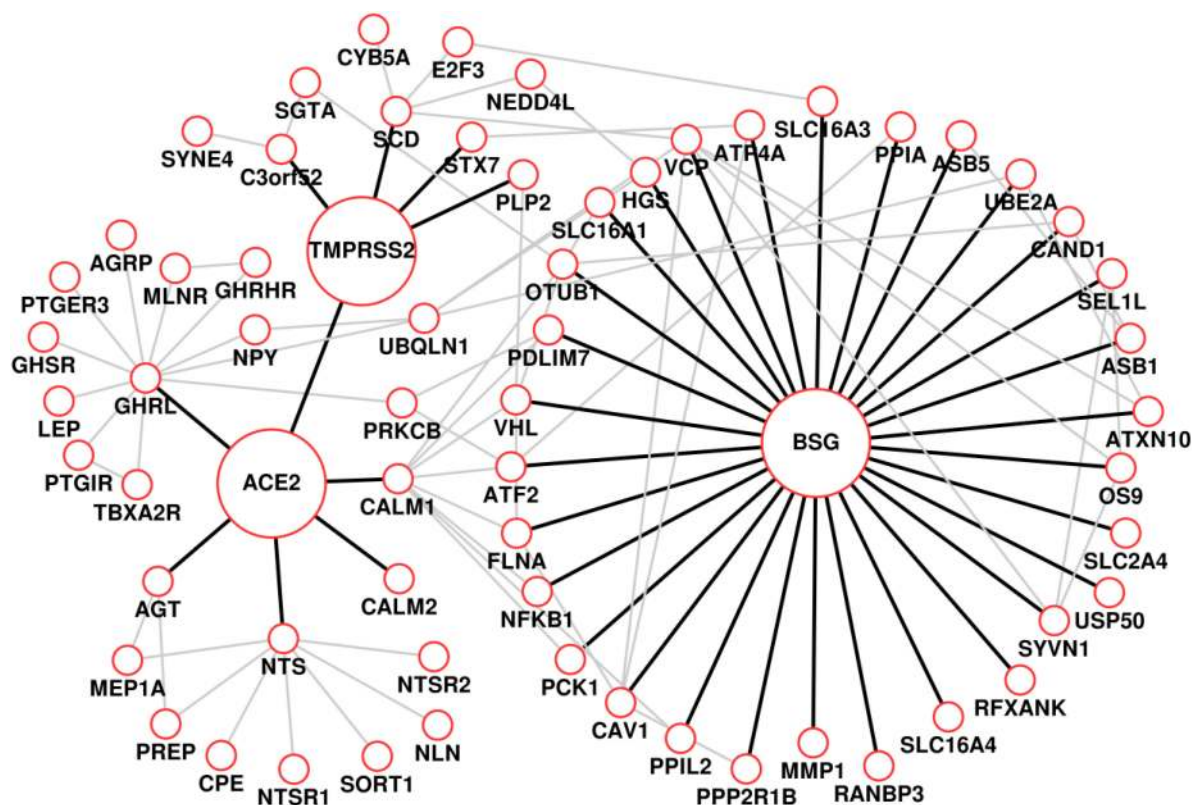 CYB5A
E2F3
NEDD4L
SGTA
SCD
SLC16A3
SYNE4
C3orf52
STX7
VCP
ATP4A
PPIA
ASB5
PLP2
HGS
UBE2A
SLC16A1
TMPRSS2
CAND1
AGRP
MLNR
GHRHR
PTGER3
OTUB1
SEL1L
GHSR
NPY
UBQLN1
PDLIM7
ASB1
LEP
GHRL
PRKCB
VHL
BSG
ATXN10
PTGIR
TBXA2R
ACE2
CALM1
ATF2
OS9
FLNA
SLC2A4
AGT
CALM2
NFKB1
USP50
SYVN1
MEP1A
NTS
NTSR2
PCK1
RFXANK
PREP
CPE
NTSR1
SORT1
NLN
CAV1
PPIL2
PPP2R1B
MMP1
RANBP3
SLC16A4